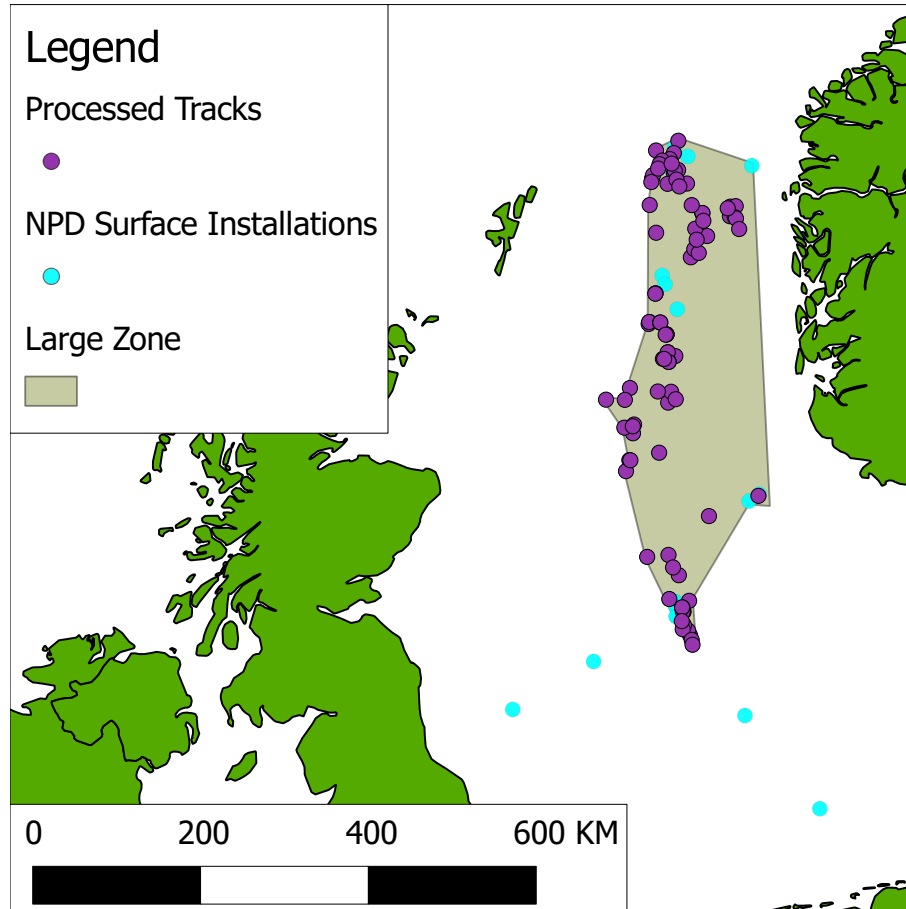 Legend
Processed Tracks
NPD Surface Installations
Large Zone
0 200 400 600 KM